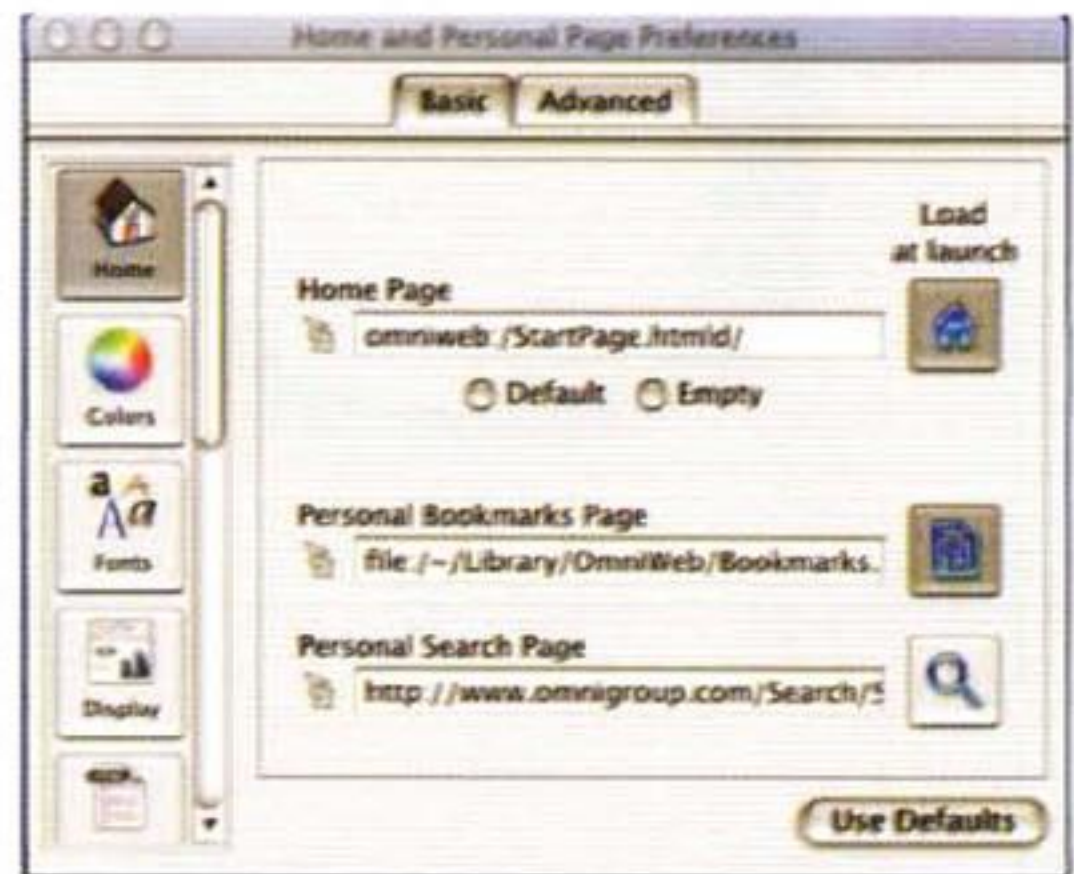 Home and Personal Page Preferences
Basic Advanced
Home
Colors
Fonts
Display
Load
at launch
Home Page
omniweb:/StartPage.htmld/
Default Empty
Personal Bookmarks Page
file:/~/Library/OmniWeb/Bookmarks.
Personal Search Page
http://www.omnigroup.com/Search/S
Use Defaults